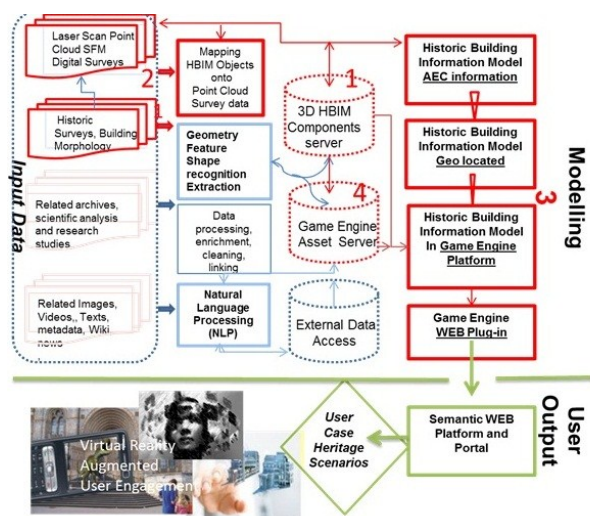 Laser Scan Point
Cloud SFM
Digital Surveys
2
Mapping
HBIM Objects
onto
Point Cloud
Survey data
1
3D HBIM
Components
server
Historic Building
Information Model
AEC information
Historic
Surveys, Building
Morphology
Geometry
Feature
Shape
recognition
Extraction
Historic Building
Information Model
Geo located
Input Data
Related archives,
scientific analysis
and research
studies
Data
processing,
enrichment,
cleaning,
linking
4
Game Engine
Asset Server
3
Historic Building
Information Model
In Game Engine
Platform
Modelling
Related Images,
Videos,, Texts,
metadata, Wiki
news
Natural
Language
Processing (NLP)
External Data
Access
Game Engine
WEB Plug-in
Virtual Reality
Augmented
User Engagement
User
Case
Heritage
Scenarios
Semantic WEB
Platform and
Portal
User
Output